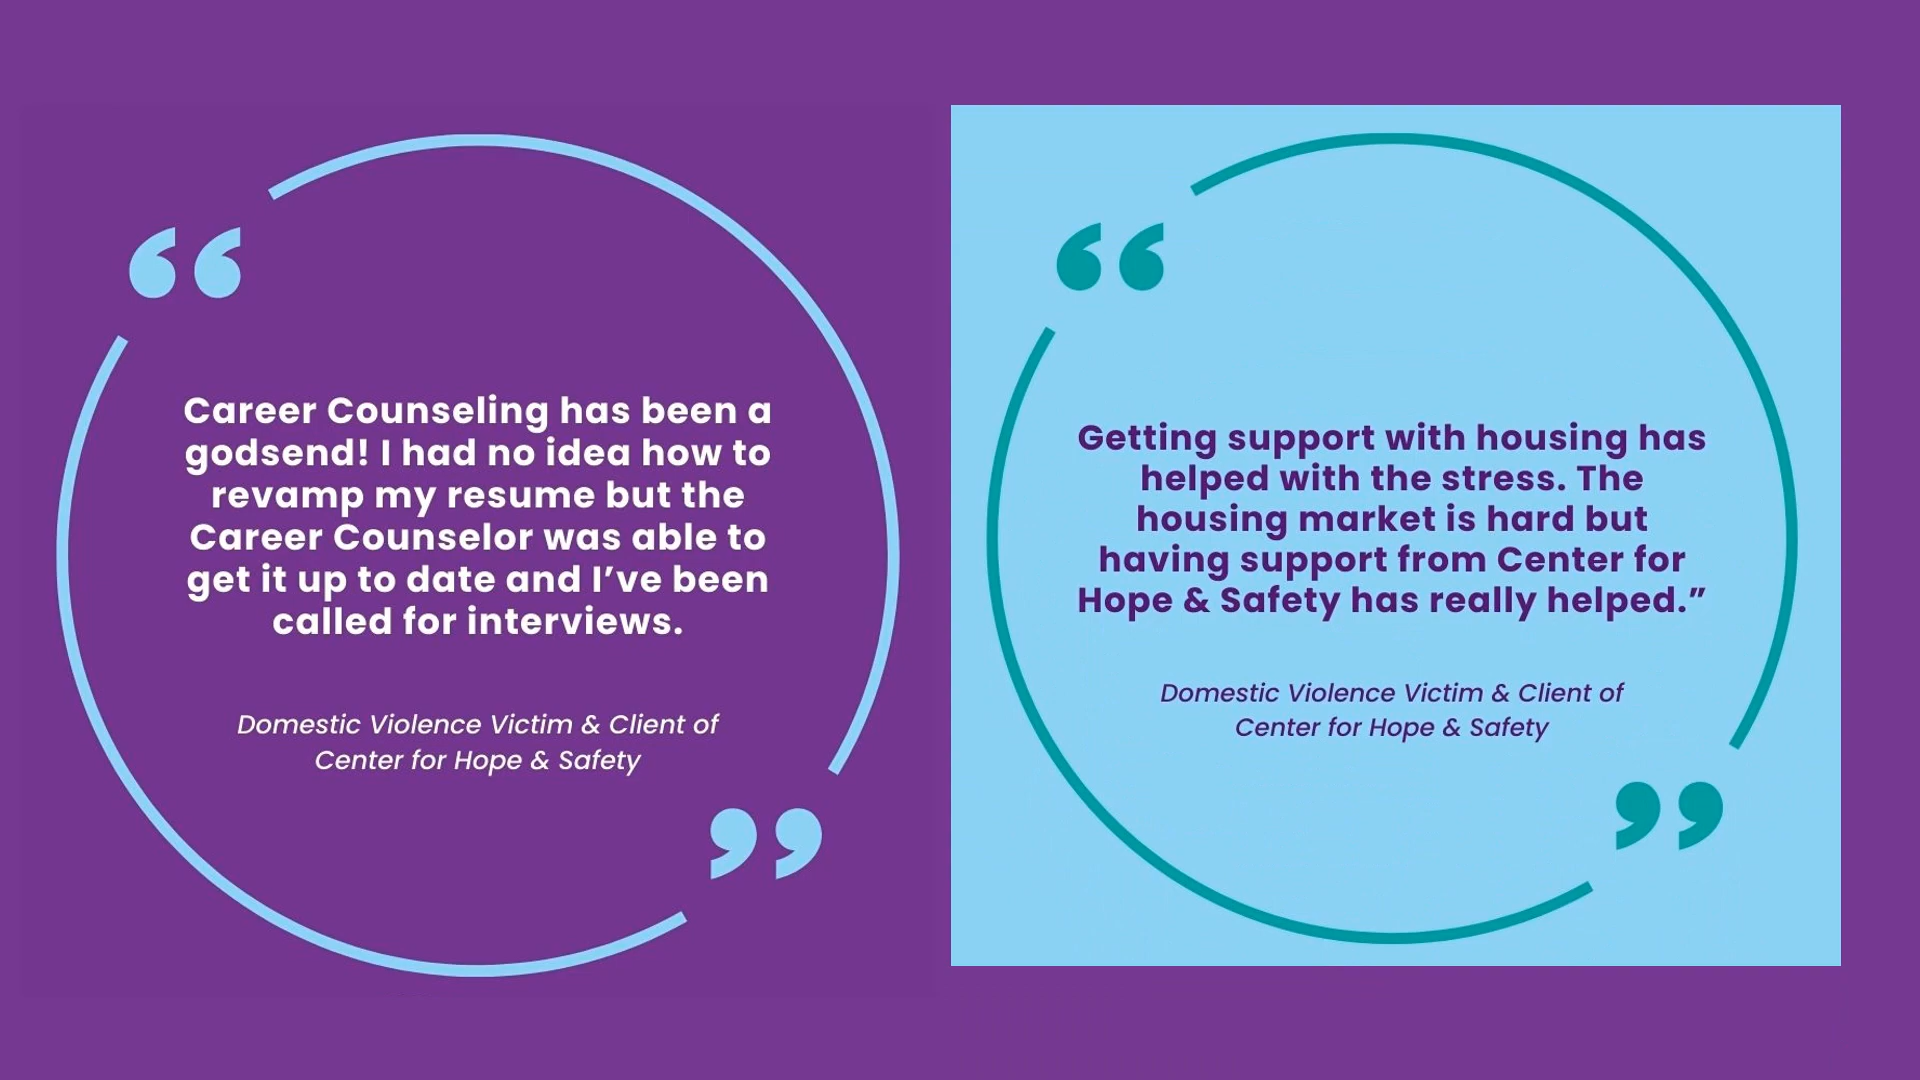 “
Career Counseling has been a
godsend! I had no idea how to
revamp my resume but the
Career Counselor was able to
get it up to date and I’ve been
called for interviews.
Domestic Violence Victim & Client of
Center for Hope & Safety
”
“
Getting support with housing has
helped with the stress. The
housing market is hard but
having support from Center for
Hope & Safety has really helped.”
Domestic Violence Victim & Client of
Center for Hope & Safety
”